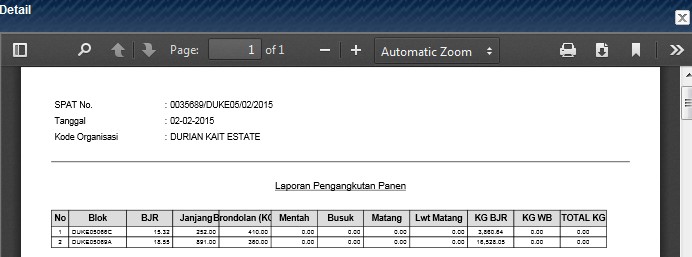 Detail
Page: 1 of 1 Automatic Zoom
SPAT No. : 0035689/DUKE05/02/2015
Tanggal : 02-02-2015
Kode Organisasi : DURIAN KAIT ESTATE
Laporan Pengangkutan Panen
No Blok BJR Janjang Brondolan (KG Mentah Busuk Matang Lwt Matang KG BJR KG WB TOTAL KG
1 DUKE05066C 15.32 252.00 410.00 0.00 0.00 0.00 0.00 3,860.64 0.00 0.00
2 DUKE05069A 18.55 891.00 360.00 0.00 0.00 0.00 0.00 16,528.05 0.00 0.00